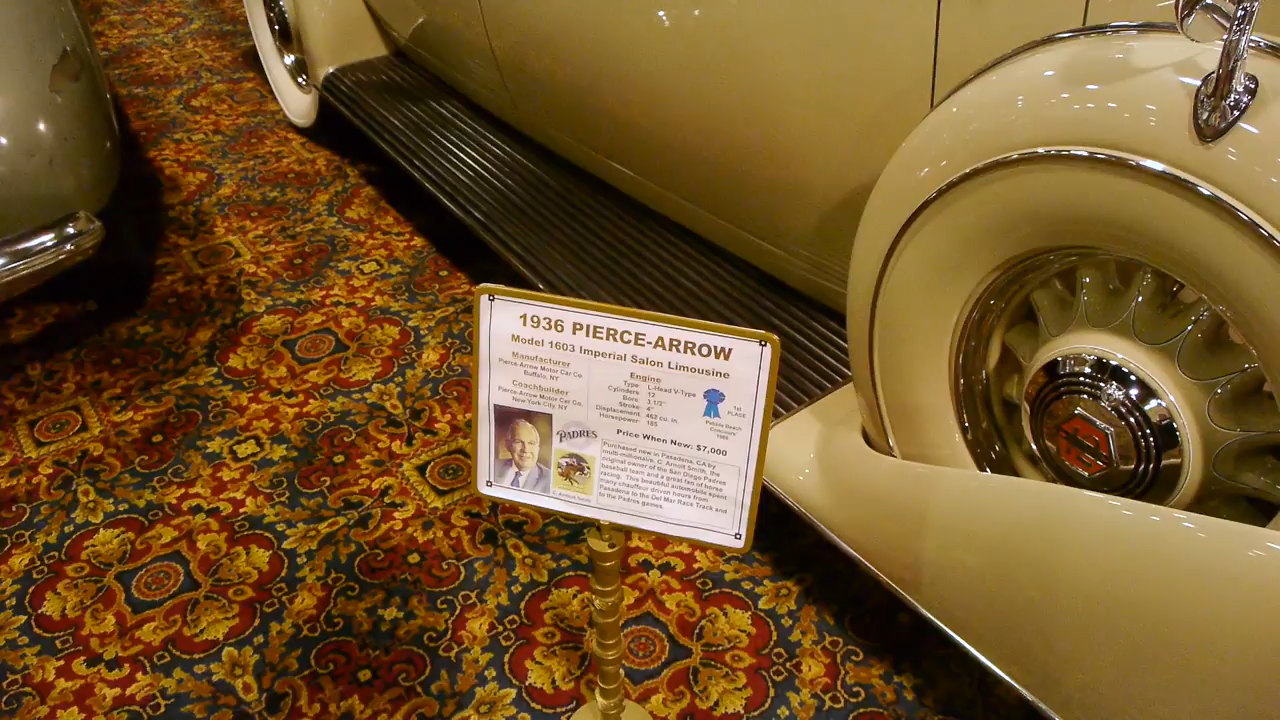 1936 PIERCE-ARROW
Model 1603 Imperial Salon Limousine
Manufacturer
Pierce-Arrow Motor Car Co.
Buffalo, NY
Coachbuilder
Pierce-Arrow Motor Car Co.
New York City, NY
Engine
Type: L-Head V-Type
Cylinders: 12
Bore: 3 1/2"
Stroke: 4"
Displacement: 462 cu. in.
Horsepower: 185
1st
PLACE
Pebble Beach
Concours
Price When New: $7,000
PADRES
C. Arnholt Smith
Purchased new in Pasadena, CA by
multi-millionaire, C. Arnolt Smith, the
original owner of the San Diego Padres
baseball team and a great fan of horse
racing. This beautiful automobile spent
many chauffeur driven hours from
Pasadena to the Del Mar Race Track and
to the Padres games.